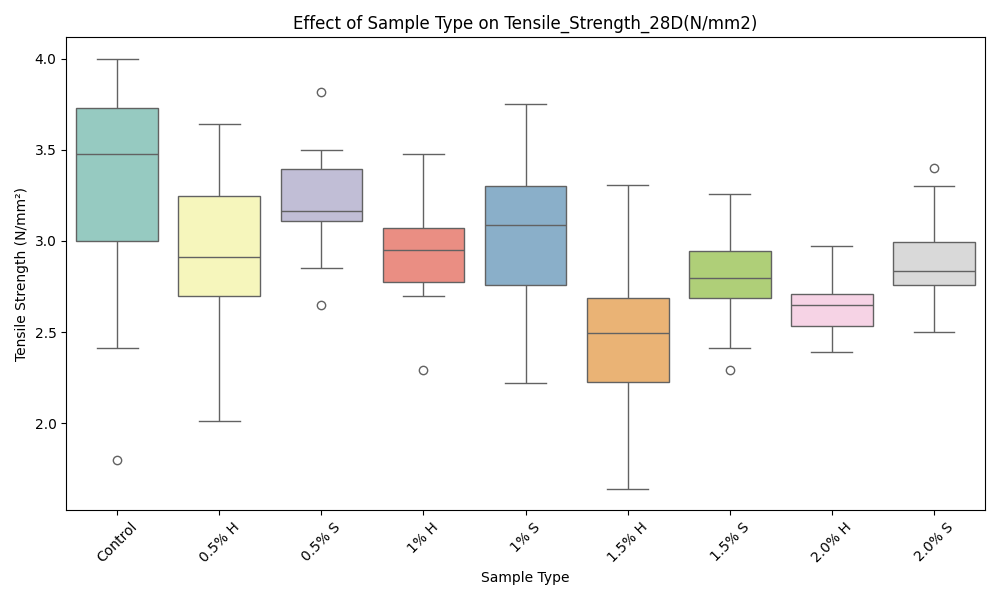 Effect of Sample Type on Tensile_Strength_28D(N/mm2)
Tensile Strength (N/mm²)
4.0
3.5
3.0
2.5
2.0
Control
0.5% H
0.5% S
1% H
1% S
1.5% H
1.5% S
2.0% H
2.0% S
Sample Type